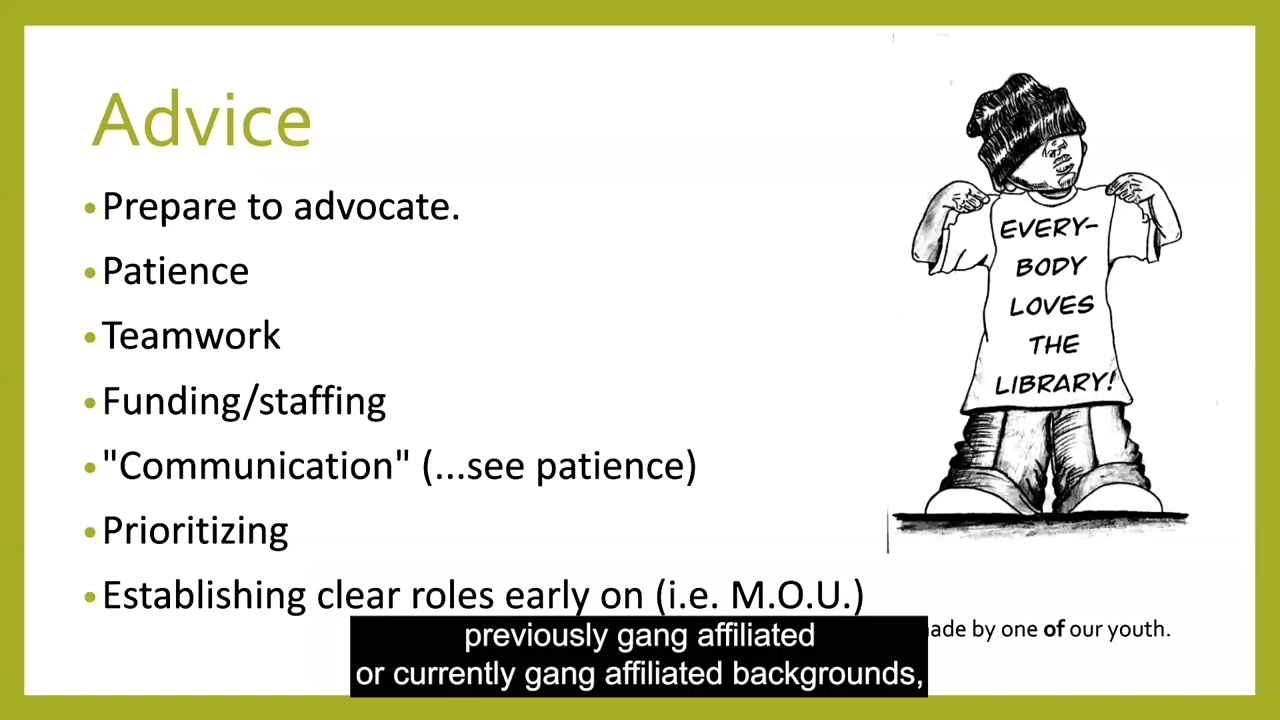 Advice
•Prepare to advocate.
•Patience
•Teamwork
•Funding/staffing
•"Communication" (...see patience)
•Prioritizing
•Establishing clear roles early on (i.e. M.O.U.)
EVERY-
BODY
LOVES
THE
LIBRARY!
by one of our youth.
previously gang affiliated
or currently gang affiliated backgrounds,